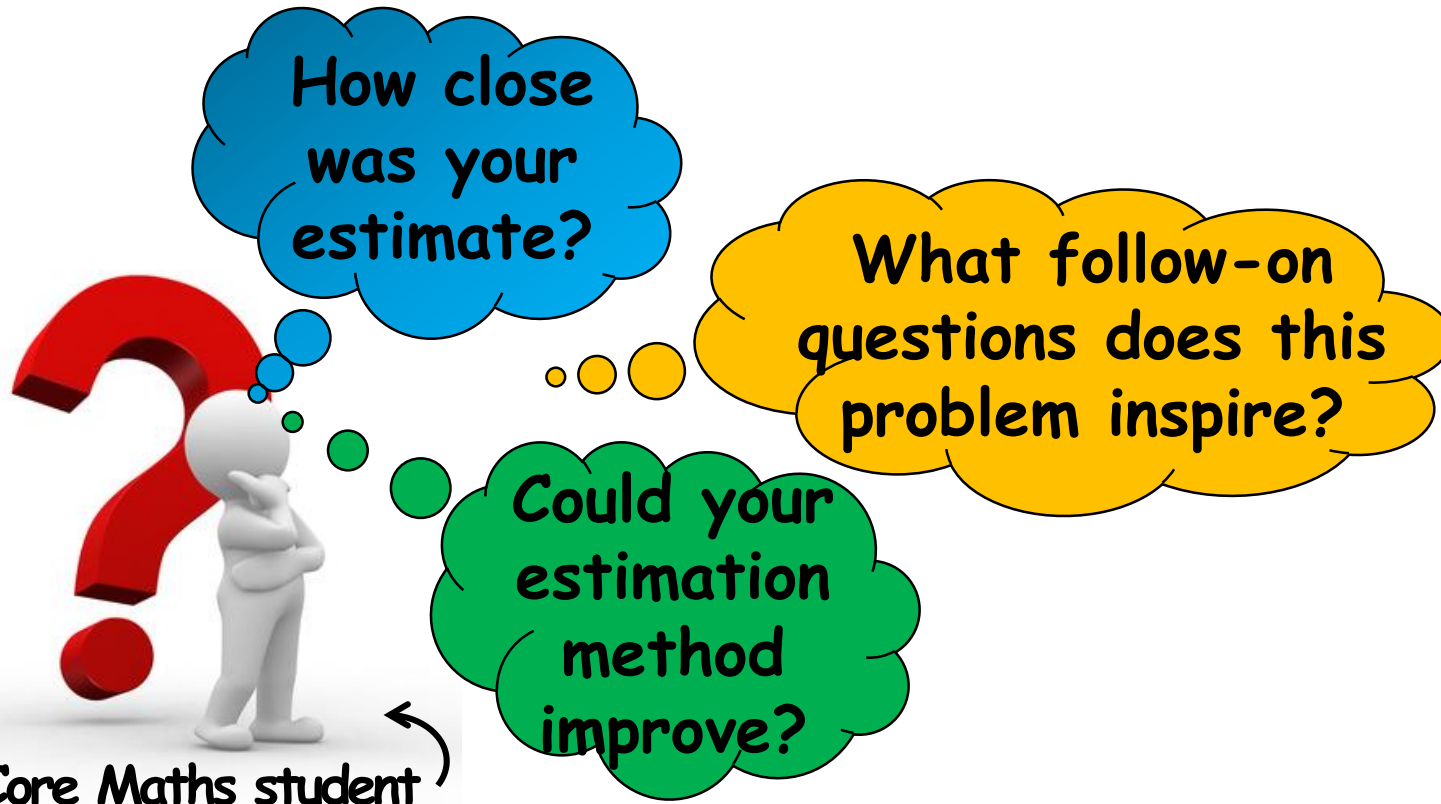 How close
was your
estimate?
What follow-on
questions does this
problem inspire?
Could your
estimation
method
improve?
Core Maths student